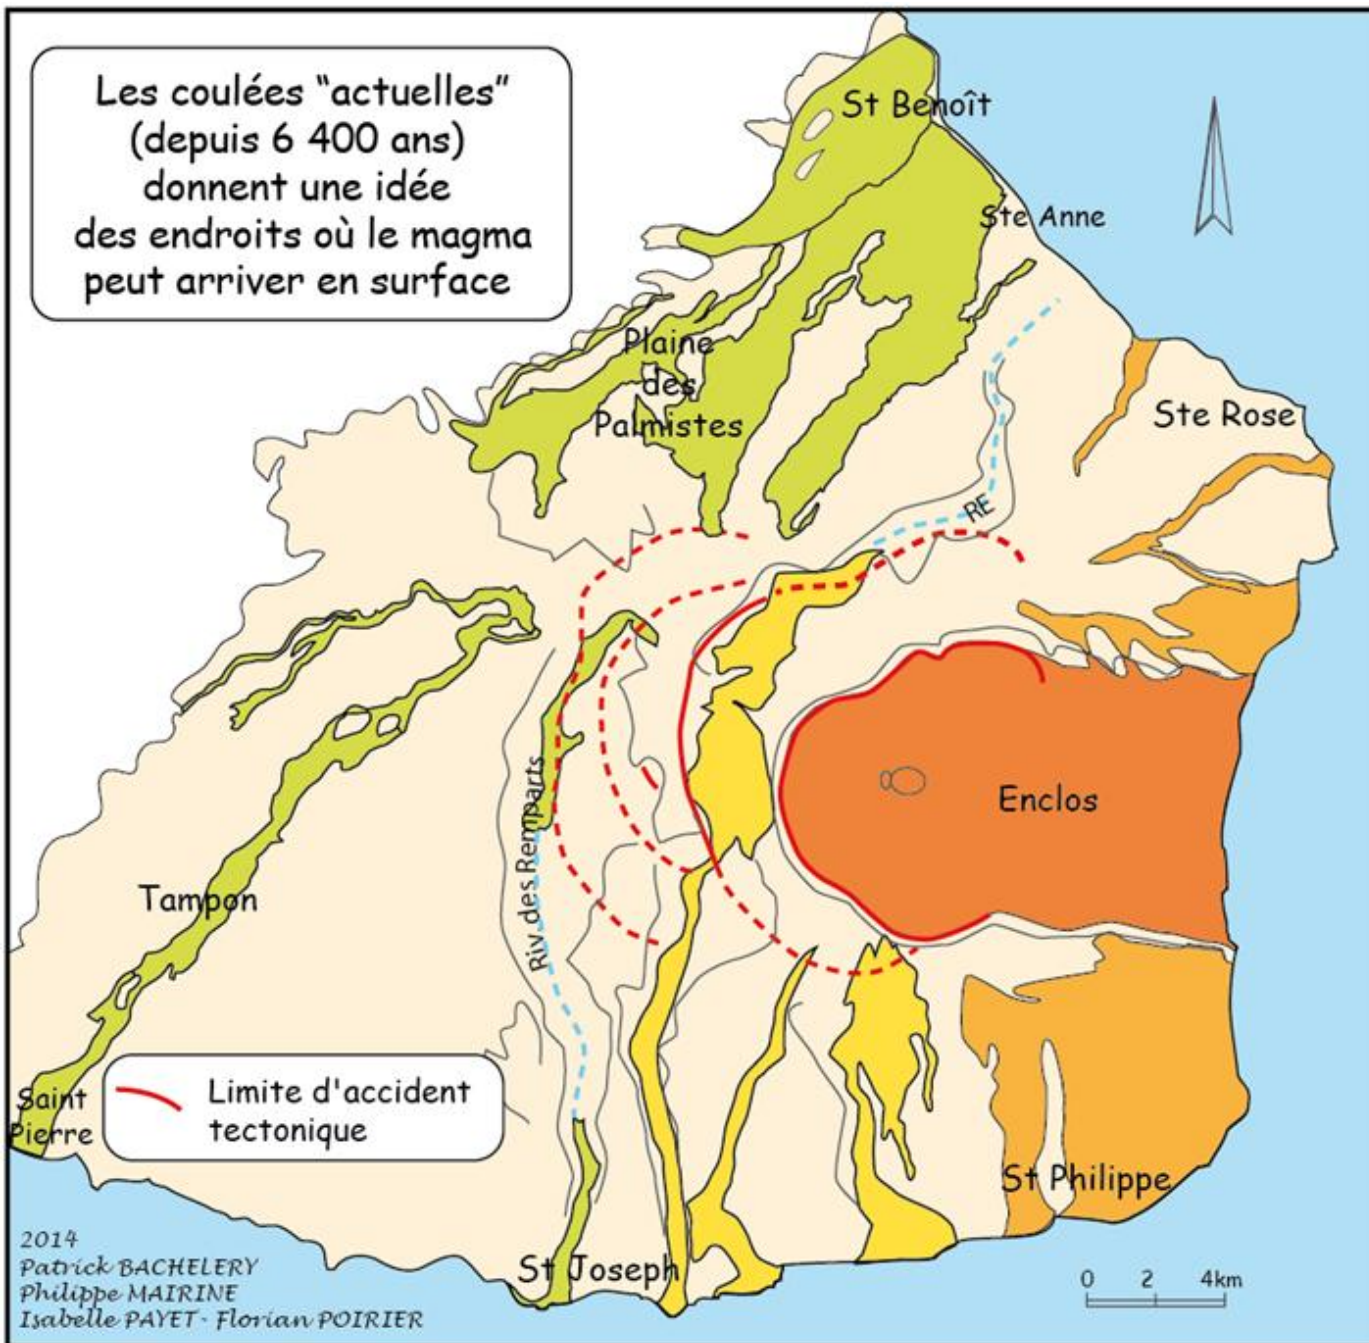 Les coulées "actuelles"
(depuis 6 400 ans)
donnent une idée
des endroits où le magma
peut arriver en surface
St Benoît
Ste Anne
Plaine
des
Palmistes
Ste Rose
RE
Enclos
Riv des Remparts
Tampon
Saint
Pierre
Limite d'accident
tectonique
St Philippe
St Joseph
2014
Patrick BACHELERY
Philippe MAIRINE
Isabelle PAYET - Florian POIRIER
0 2 4km